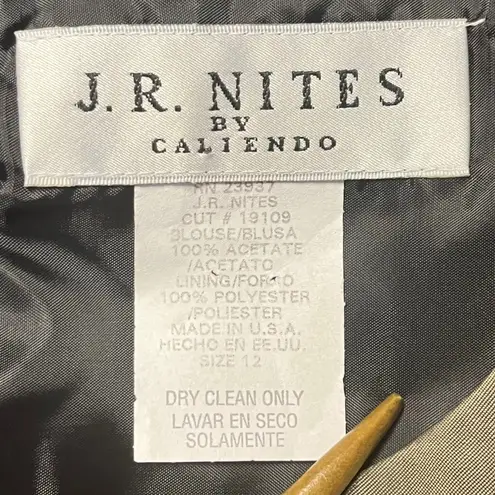 J.R. NITES
BY
CALIENDO
RN 23937
J.R. NITES
CUT # 19109
BLOUSE/BLUSA
100% ACETATE
/ACETATO
LINING/FORRO
100% POLYESTER
/POLIESTER
MADE IN U.S.A.
HECHO EN EE.UU.
SIZE 12
DRY CLEAN ONLY
LAVAR EN SECO
SOLAMENTE